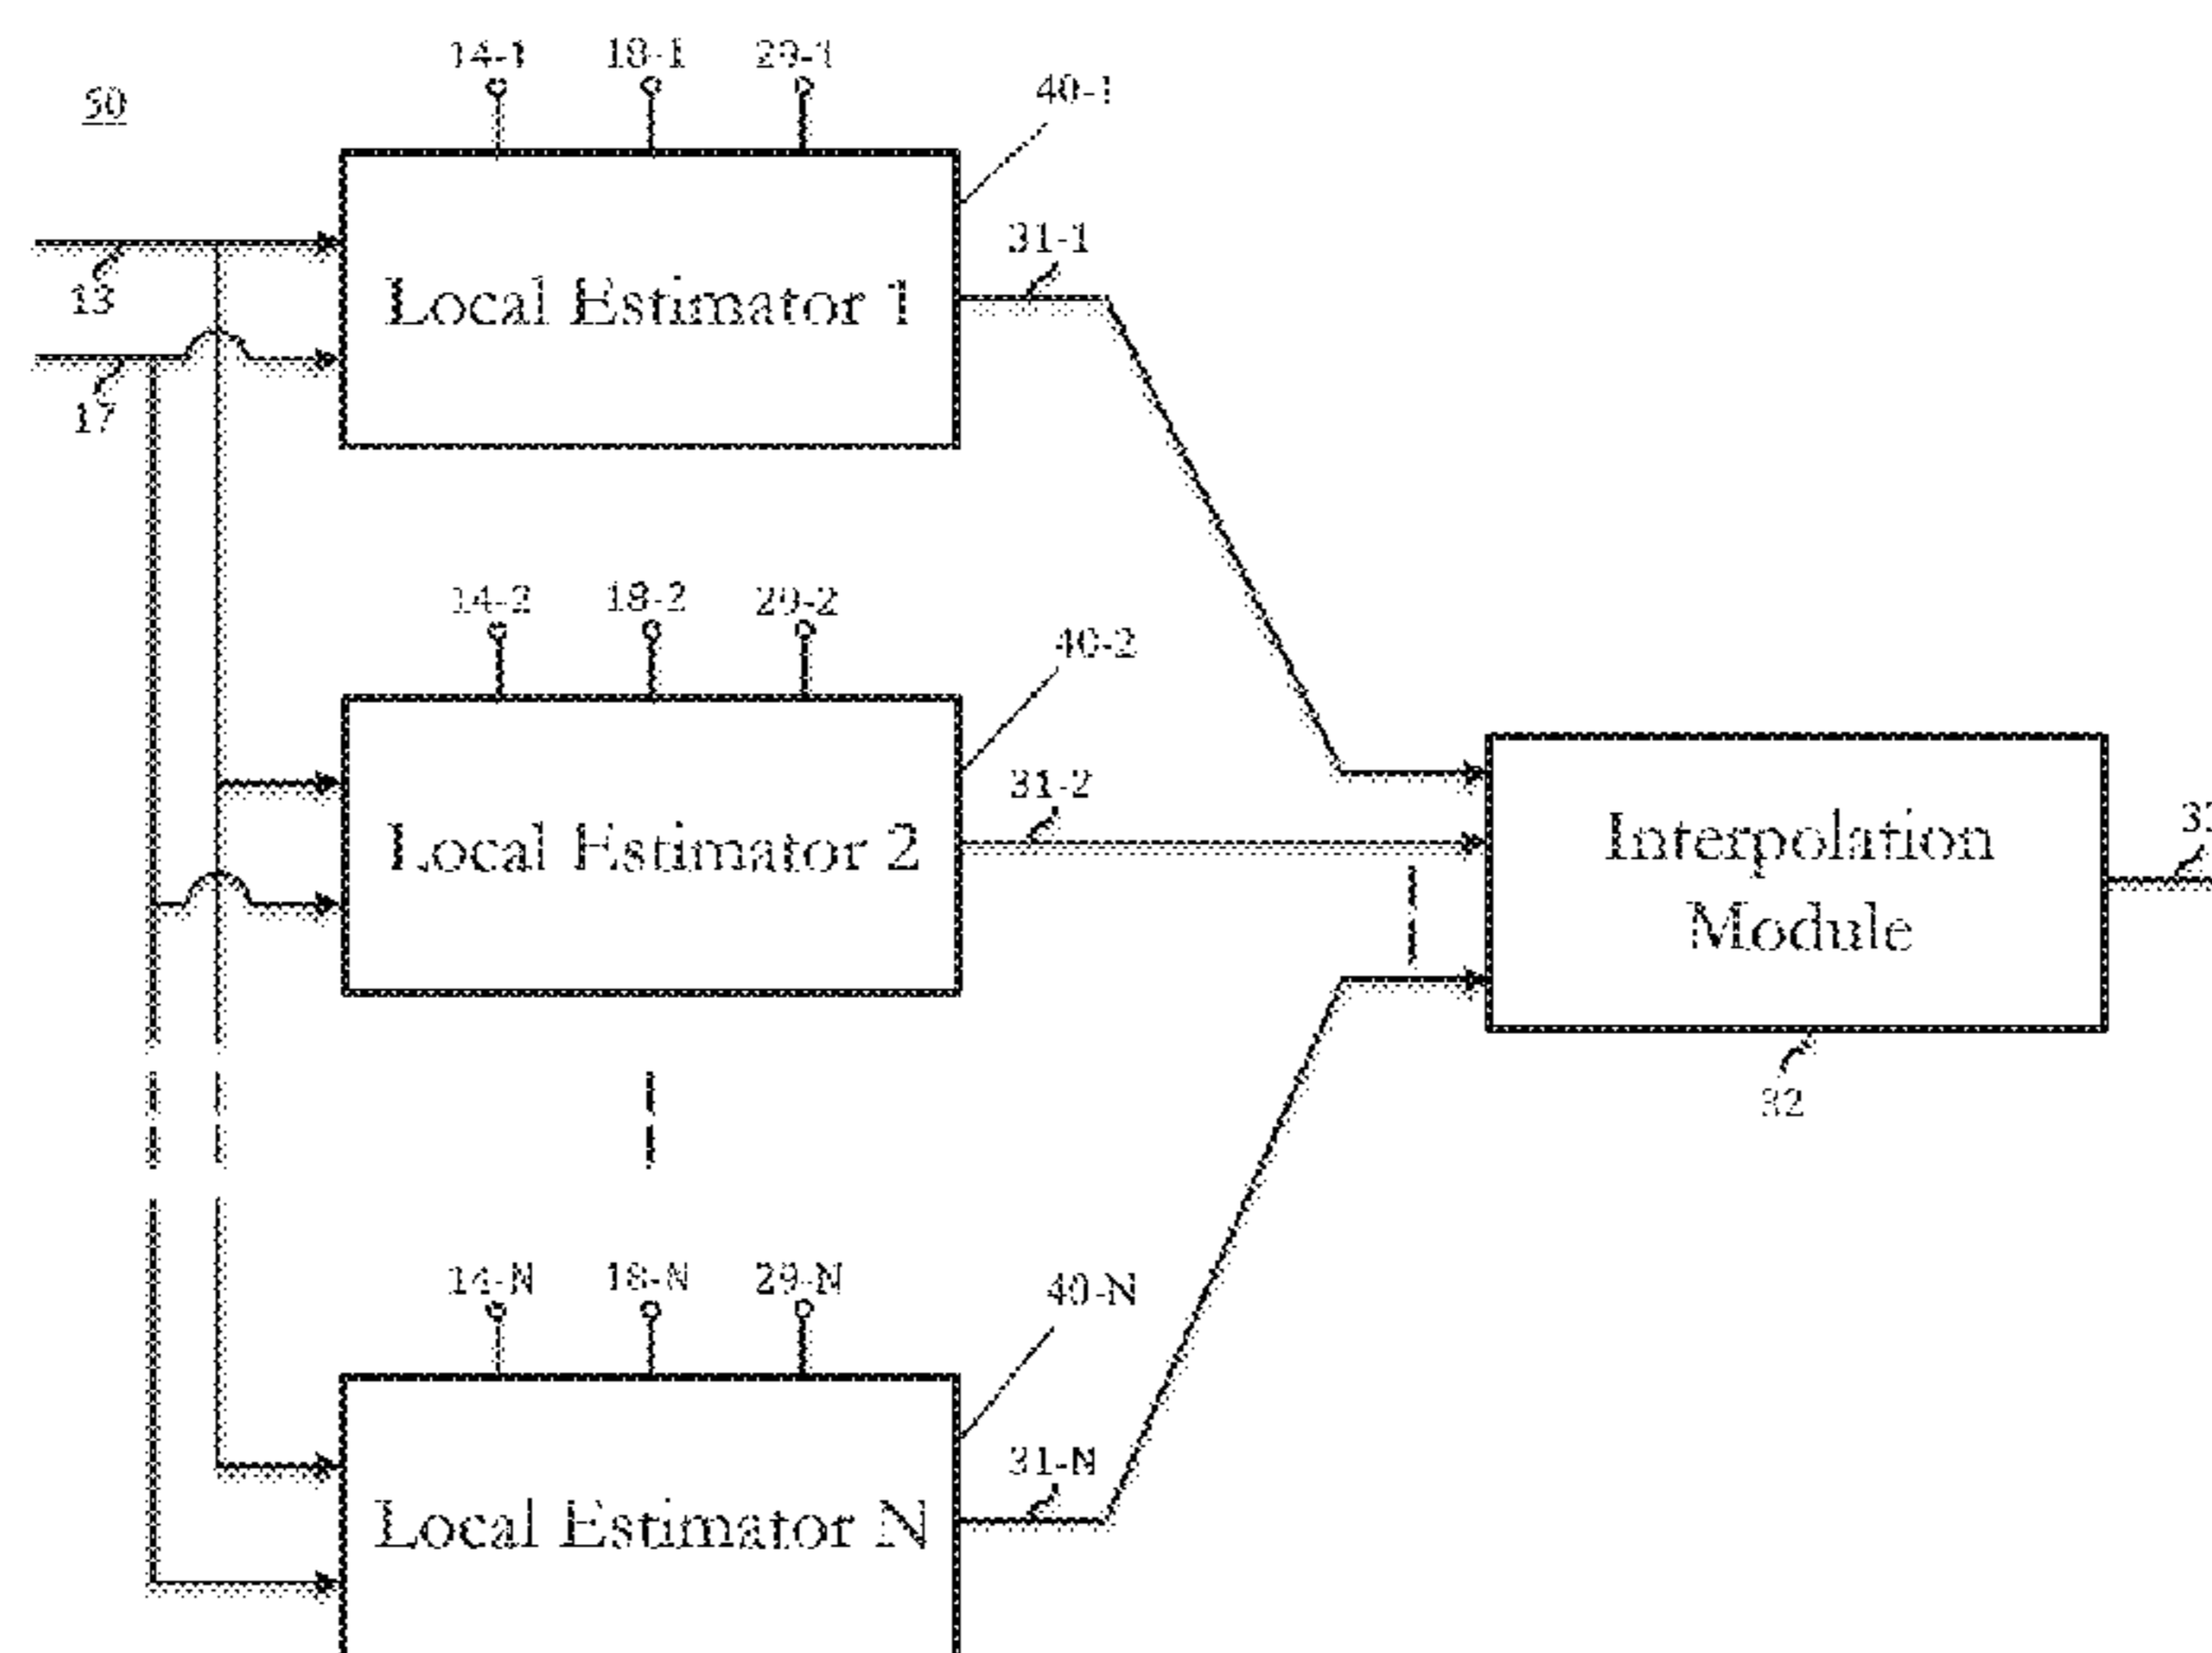 50
14-1 18-1 29-1
40-1
13
17
Local Estimator 1
31-1
14-2 18-2 29-2
40-2
Local Estimator 2
31-2
Interpolation
Module
32
14-N 18-N 29-N
40-N
Local Estimator N
31-N